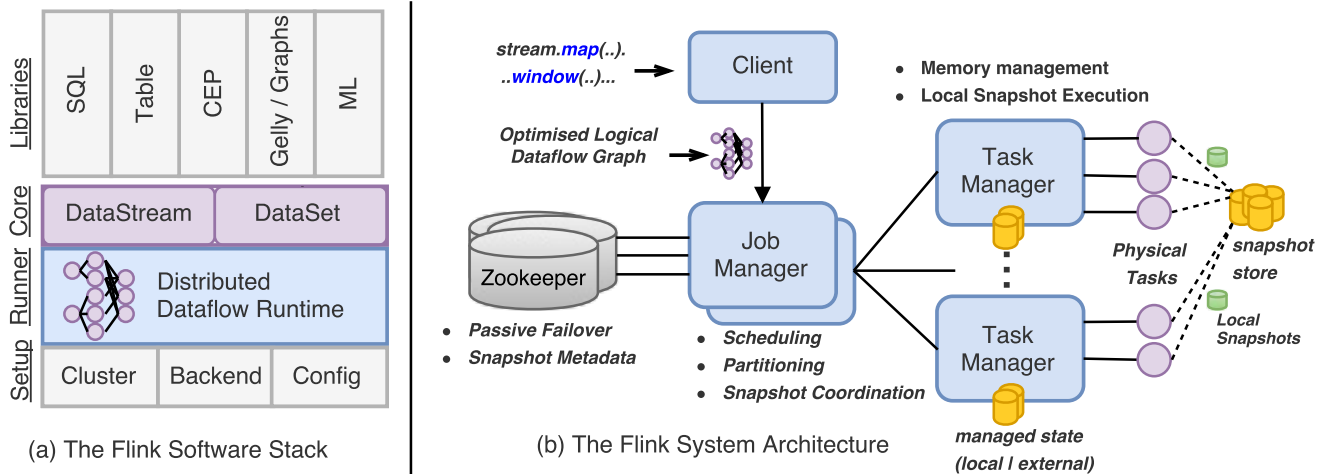 Libraries
SQL
Table
CEP
Gelly / Graphs
ML
Core
DataStream
DataSet
Runner
Distributed
Dataflow Runtime
Setup
Cluster
Backend
Config
(a) The Flink Software Stack
stream.map(..).
..window(..)...
Client
Optimised Logical
Dataflow Graph
Zookeeper
● Passive Failover
● Snapshot Metadata
Job
Manager
● Scheduling
● Partitioning
● Snapshot Coordination
● Memory management
● Local Snapshot Execution
Task
Manager
Physical
Tasks
snapshot
store
Task
Manager
Local
Snapshots
managed state
(local / external)
(b) The Flink System Architecture